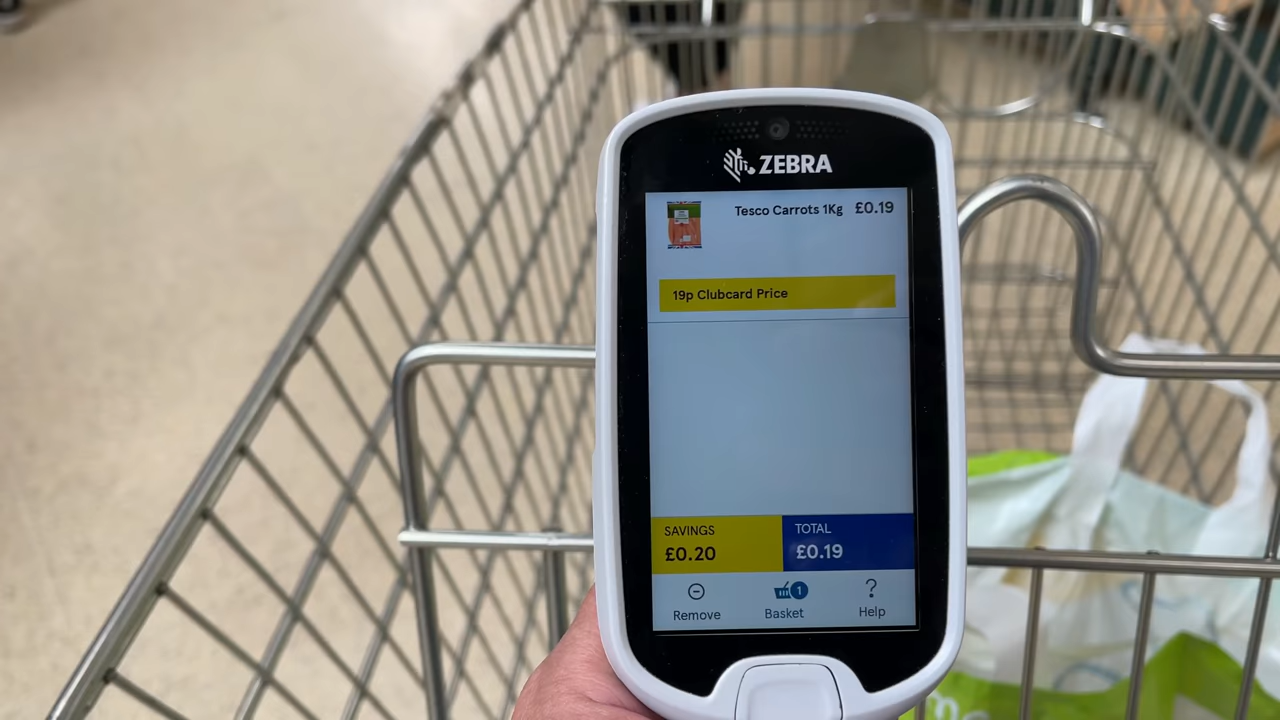 ZEBRA
Tesco Carrots 1Kg £0.19
19p Clubcard Price
SAVINGS
£0.20
TOTAL
£0.19
Remove
1
Basket
?
Help